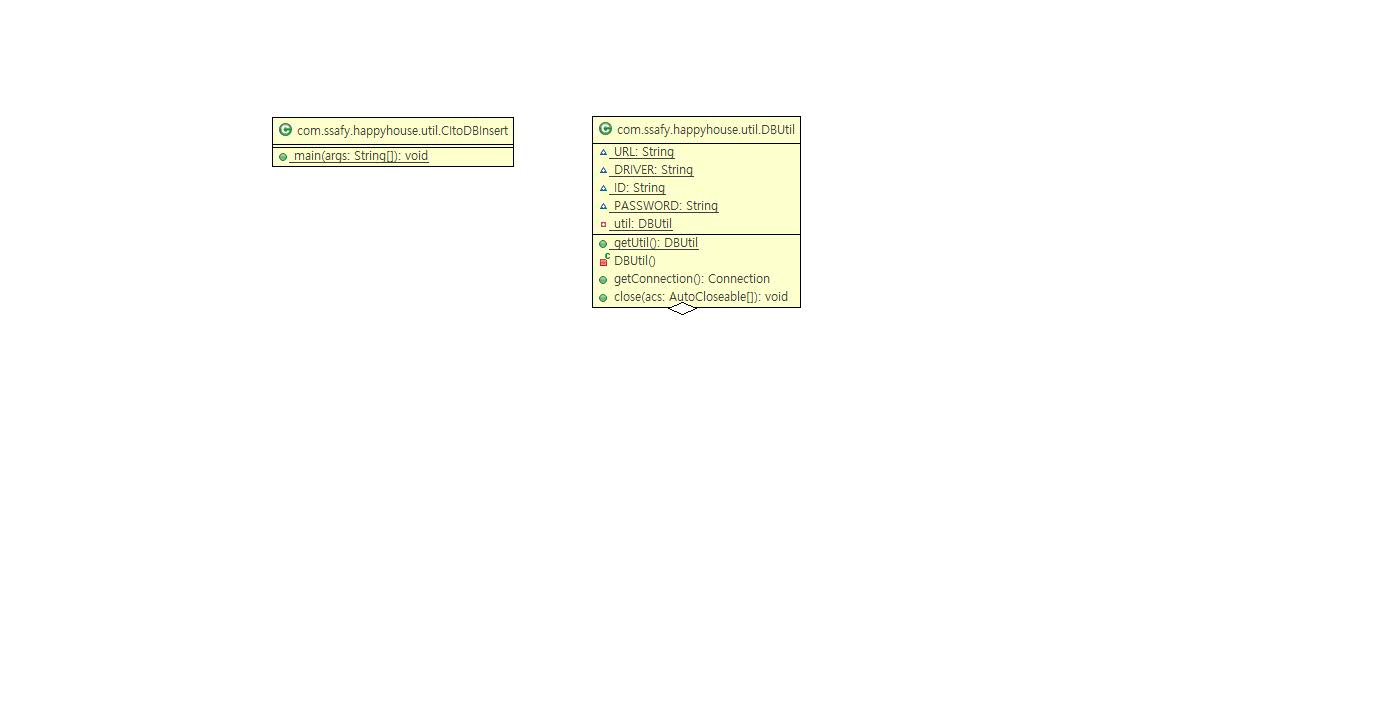 com.ssafy.happyhouse.util.CItoDBInsert
main(args: String[]): void
com.ssafy.happyhouse.util.DBUtil
URL: String
DRIVER: String
ID: String
PASSWORD: String
util: DBUtil
getUtil(): DBUtil
DBUtil()
getConnection(): Connection
close(acs: AutoCloseable[]): void